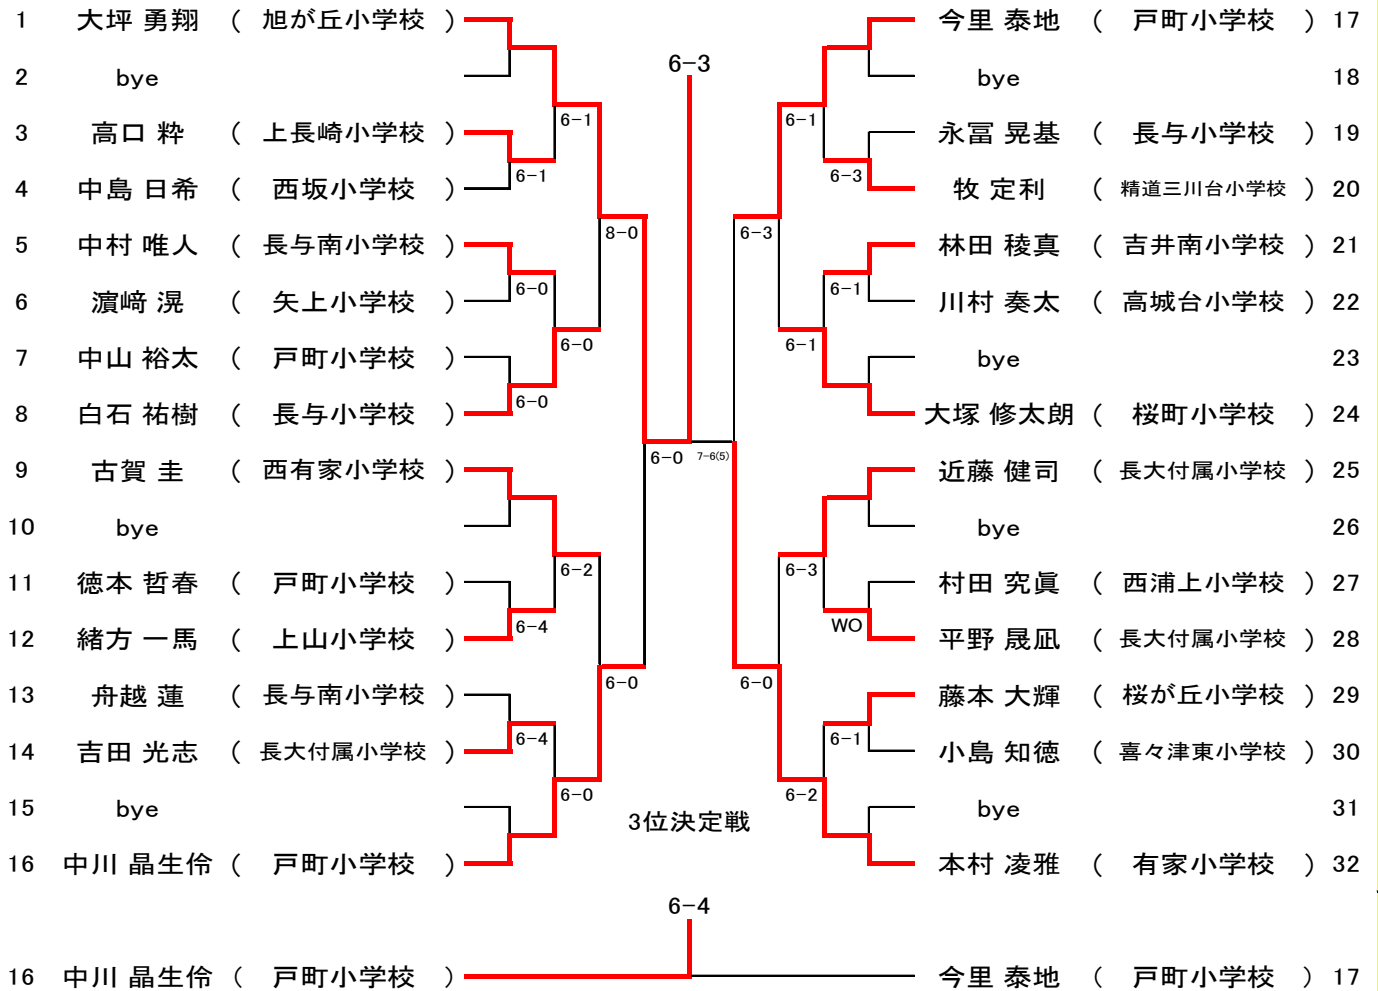 1 大坪 勇翔 ( 旭が丘小学校 ) 今里 泰地 ( 戸町小学校 ) 17
6-3
2 bye bye 18
6-1 6-1
3 高口 粋 ( 上長崎小学校 ) 永冨 晃基 ( 長与小学校 ) 19
6-1 6-3
4 中島 日希 ( 西坂小学校 ) 牧 定利 ( 精道三川台小学校 ) 20
8-0 6-3
5 中村 唯人 ( 長与南小学校 ) 林田 稜真 ( 吉井南小学校 ) 21
6-0 6-1
6 濵﨑 滉 ( 矢上小学校 ) 川村 奏太 ( 高城台小学校 ) 22
6-0 6-1
7 中山 裕太 ( 戸町小学校 ) bye 23
6-0
8 白石 祐樹 ( 長与小学校 ) 大塚 修太朗 ( 桜町小学校 ) 24
6-0 7-6(5)
9 古賀 圭 ( 西有家小学校 ) 近藤 健司 ( 長大付属小学校 ) 25
10 bye bye 26
6-2 6-3
11 徳本 哲春 ( 戸町小学校 ) 村田 究眞 ( 西浦上小学校 ) 27
6-4 WO
12 緒方 一馬 ( 上山小学校 ) 平野 晟凪 ( 長大付属小学校 ) 28
6-0 6-0
13 舟越 蓮 ( 長与南小学校 ) 藤本 大輝 ( 桜が丘小学校 ) 29
6-4 6-1
14 吉田 光志 ( 長大付属小学校 ) 小島 知徳 ( 喜々津東小学校 ) 30
6-0 6-2
15 bye bye 31
3位決定戦
16 中川 晶生伶 ( 戸町小学校 ) 本村 凌雅 ( 有家小学校 ) 32
6-4
16 中川 晶生伶 ( 戸町小学校 ) 今里 泰地 ( 戸町小学校 ) 17